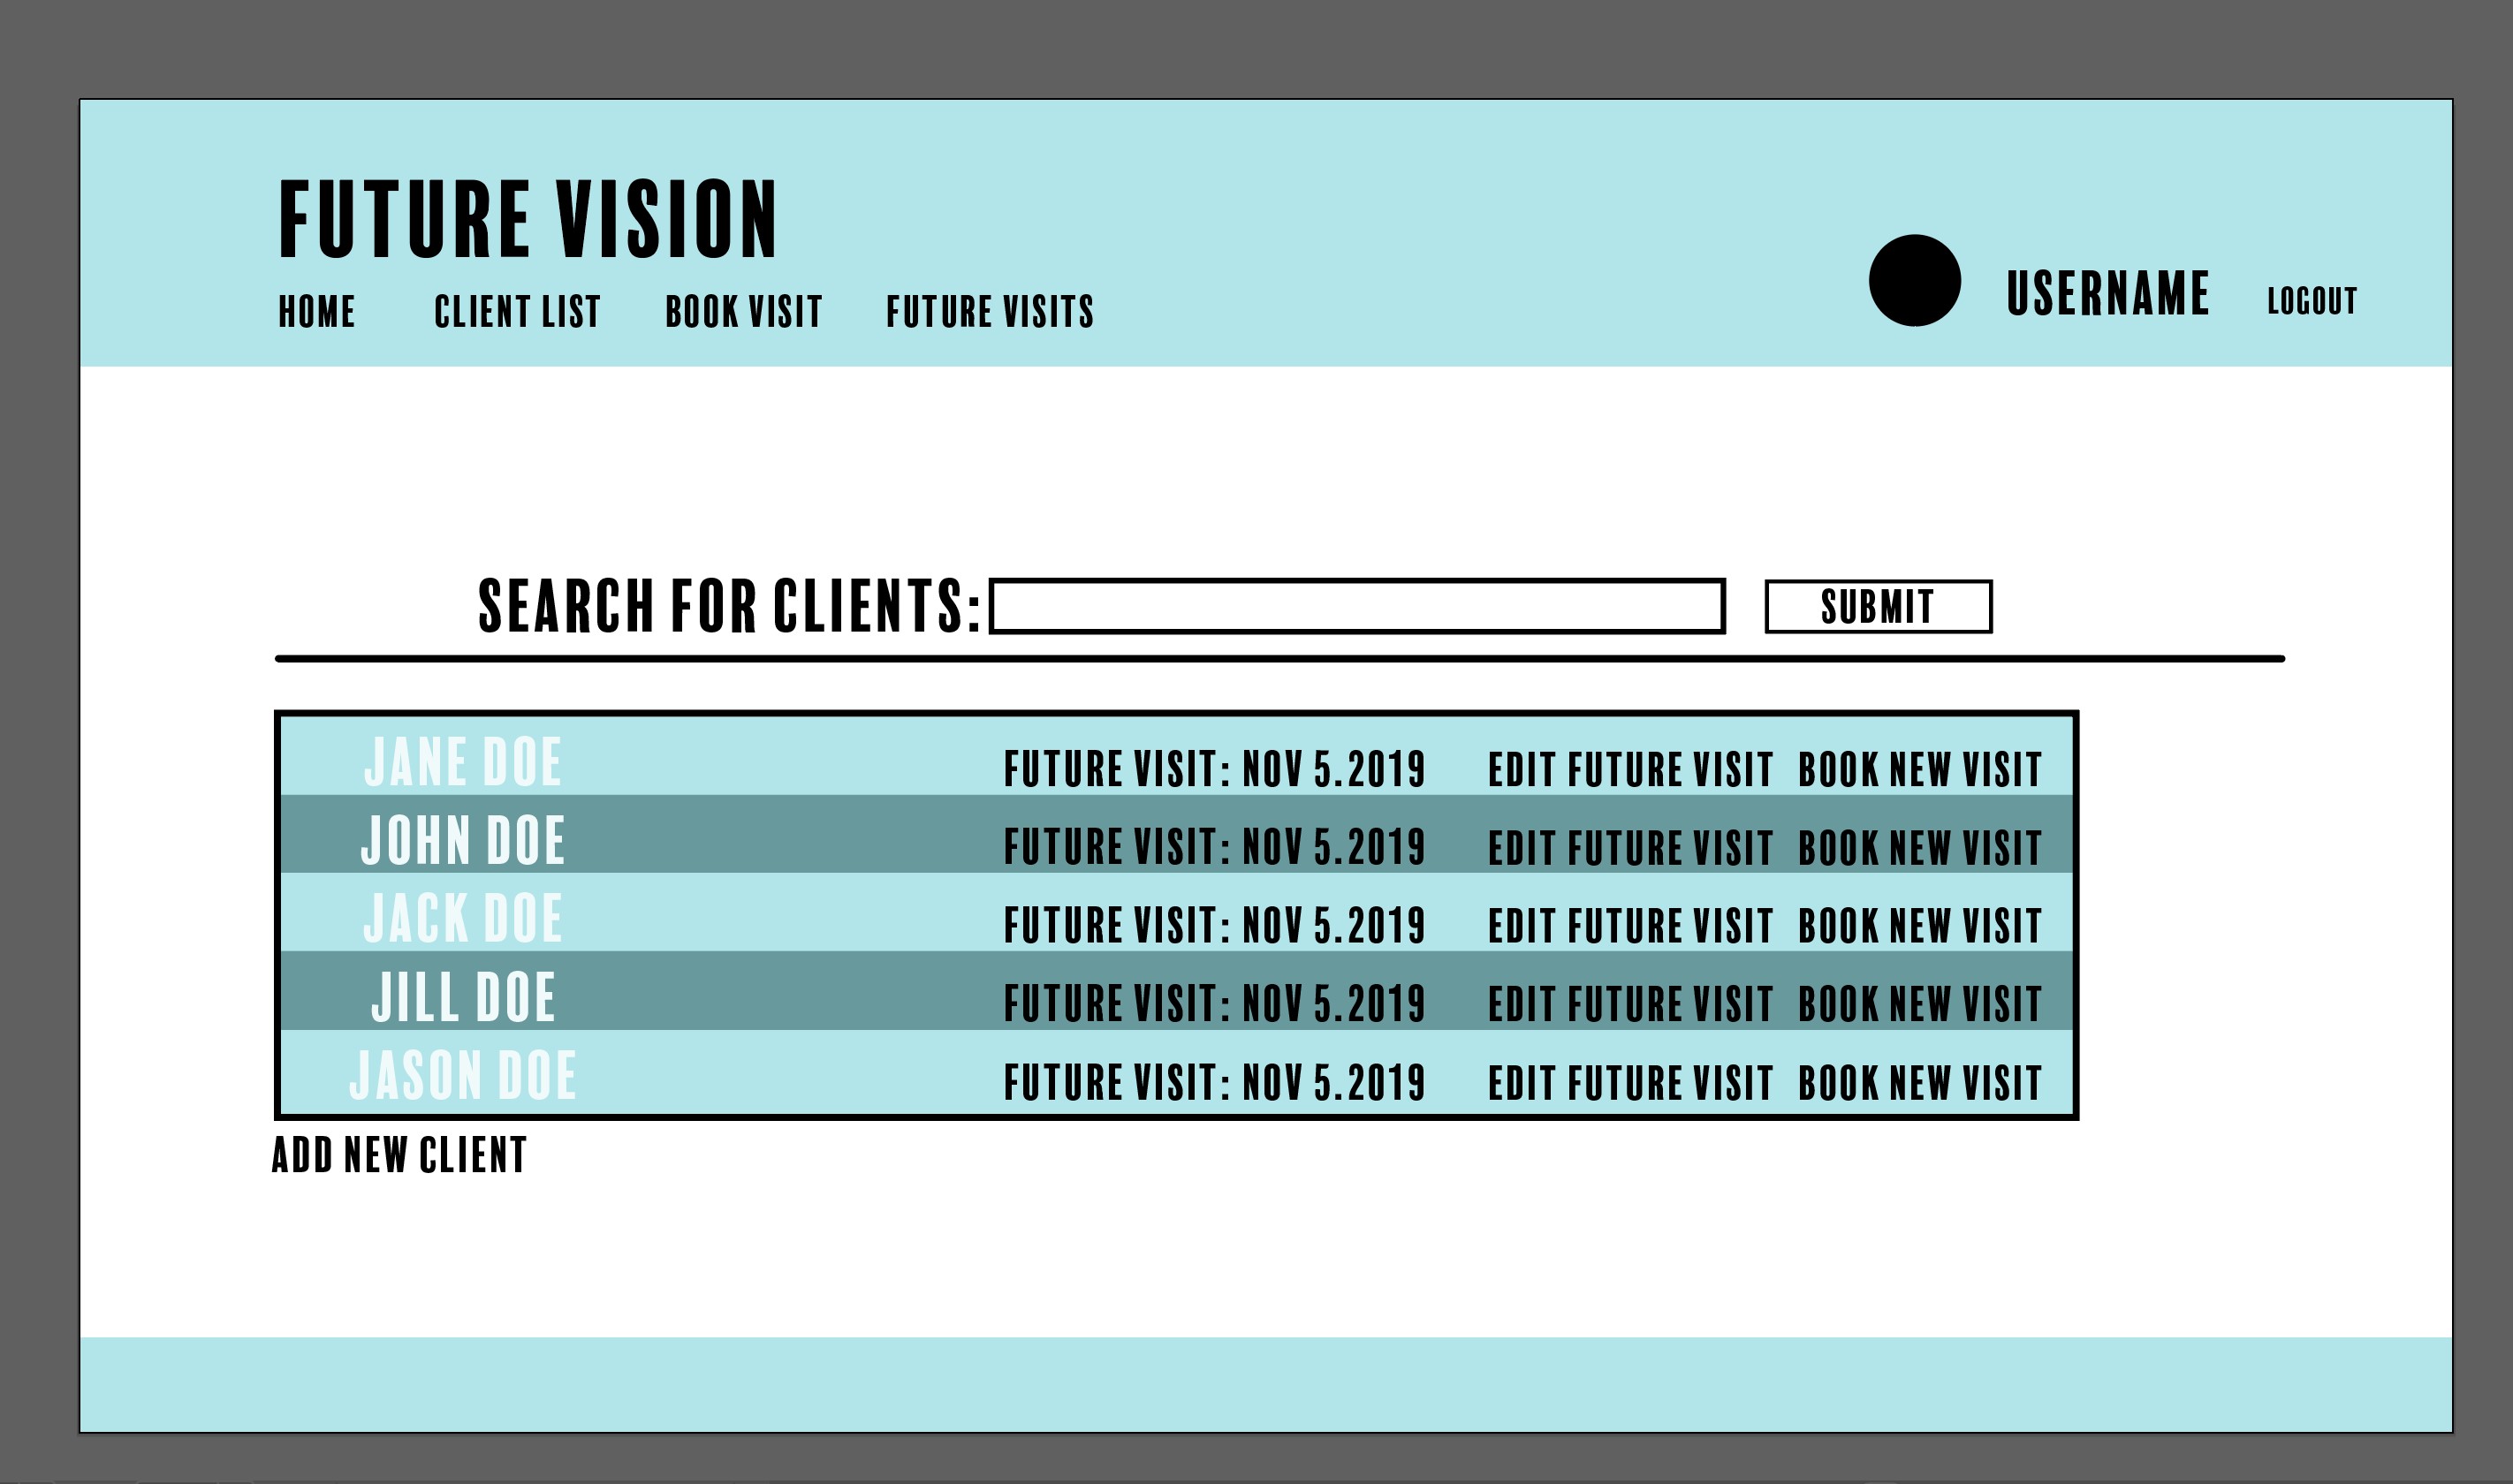 FUTURE VISION
HOME CLIENT LIST BOOK VISIT FUTURE VISITS
USERNAME LOGOUT
SEARCH FOR CLIENTS: SUBMIT
JANE DOE FUTURE VISIT: NOV 5.2019 EDIT FUTURE VISIT BOOK NEW VISIT
JOHN DOE FUTURE VISIT: NOV 5.2019 EDIT FUTURE VISIT BOOK NEW VISIT
JACK DOE FUTURE VISIT: NOV 5.2019 EDIT FUTURE VISIT BOOK NEW VISIT
JILL DOE FUTURE VISIT: NOV 5.2019 EDIT FUTURE VISIT BOOK NEW VISIT
JASON DOE FUTURE VISIT: NOV 5.2019 EDIT FUTURE VISIT BOOK NEW VISIT
ADD NEW CLIENT